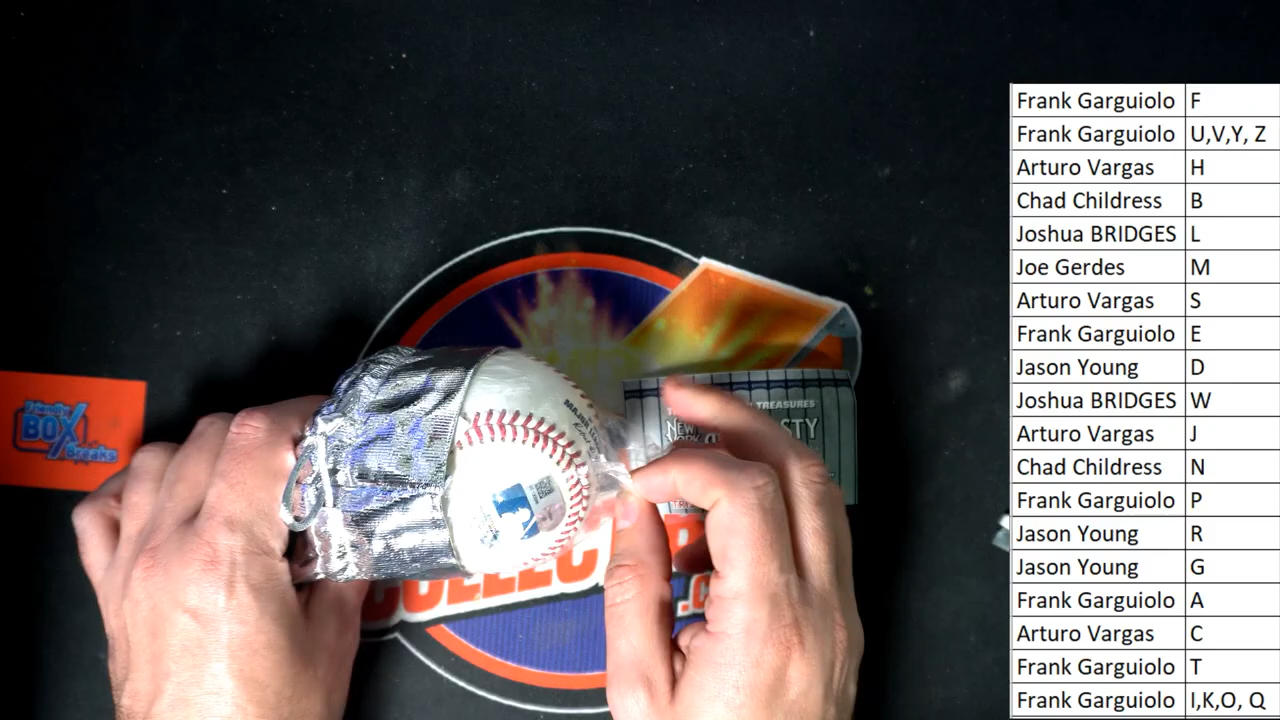 Frank Garguiolo F
Frank Garguiolo U,V,Y, Z
Arturo Vargas H
Chad Childress B
Joshua BRIDGES L
Joe Gerdes M
Arturo Vargas S
Frank Garguiolo E
Jason Young D
Joshua BRIDGES W
Arturo Vargas J
Chad Childress N
Frank Garguiolo P
Jason Young R
Jason Young G
Frank Garguiolo A
Arturo Vargas C
Frank Garguiolo T
Frank Garguiolo I,K,O, Q
Friendly
BOX
Breaks
TREASURES
NEW